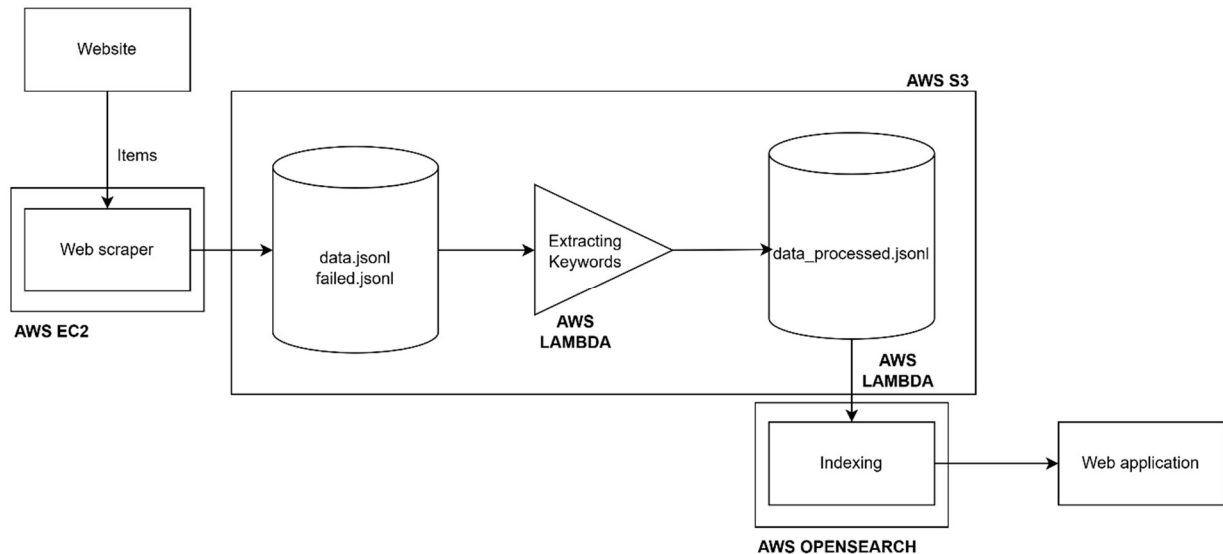 Website
AWS S3
Items
Web scraper
AWS EC2
data.jsonl
failed.jsonl
Extracting
Keywords
AWS
LAMBDA
data_processed.jsonl
AWS
LAMBDA
Indexing
AWS OPENSEARCH
Web application